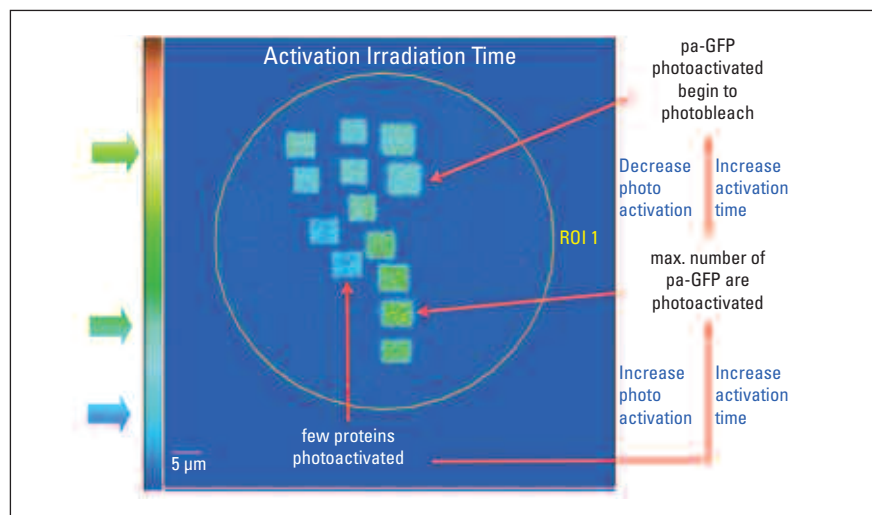 Activation Irradiation Time
pa-GFP
photoactivated
begin to
photobleach
Decrease
photo
activation
Increase
activation
time
ROI 1
max. number of
pa-GFP are
photoactivated
Increase
photo
activation
Increase
activation
time
few proteins
photoactivated
5 µm